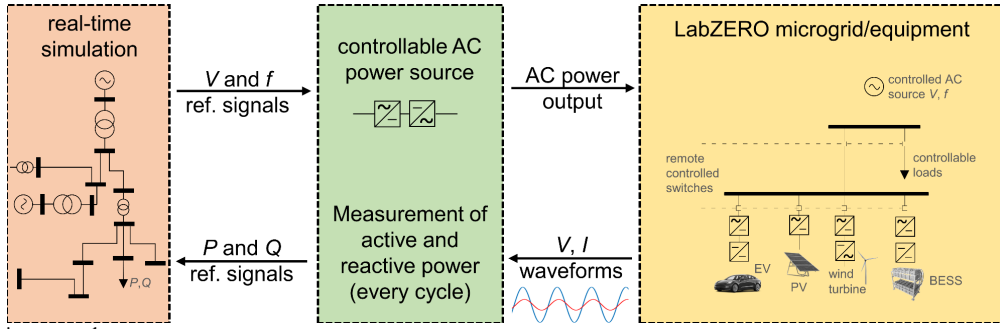 real-time
simulation
P,Q
V and f
ref. signals
P and Q
ref. signals
controllable AC
power source
Measurement of
active and
reactive power
(every cycle)
AC power
output
V, I
waveforms
LabZERO microgrid/equipment
controlled AC
source V, f
remote
controlled
switches
controllable
loads
EV
PV
wind
turbine
BESS